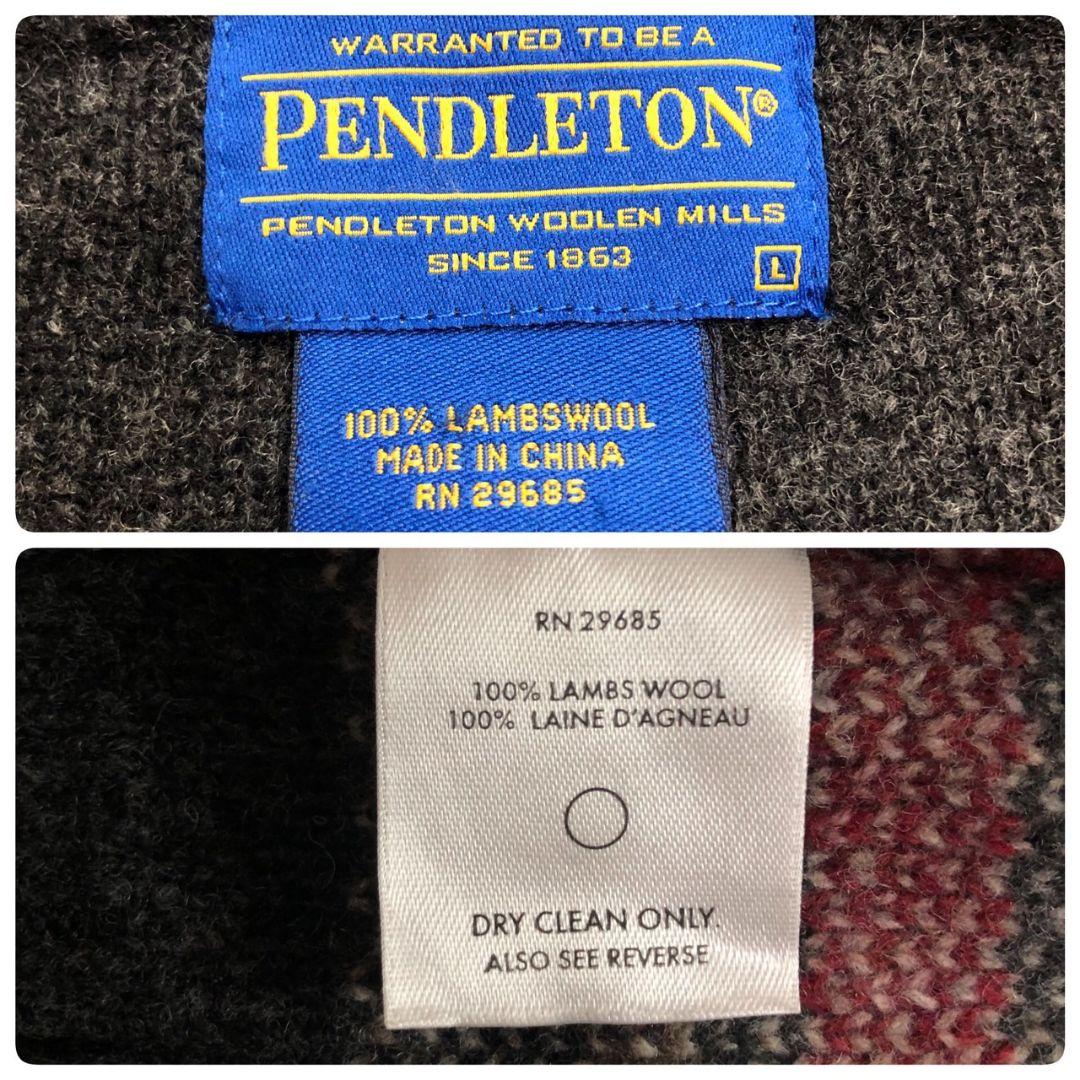 WARRANTED TO BE A
PENDLETON®
PENDLETON WOOLEN MILLS
SINCE 1863
L
100% LAMBSWOOL
MADE IN CHINA
RN 29685
RN 29685
100% LAMBS WOOL
100% LAINE D'AGNEAU
DRY CLEAN ONLY.
ALSO SEE REVERSE